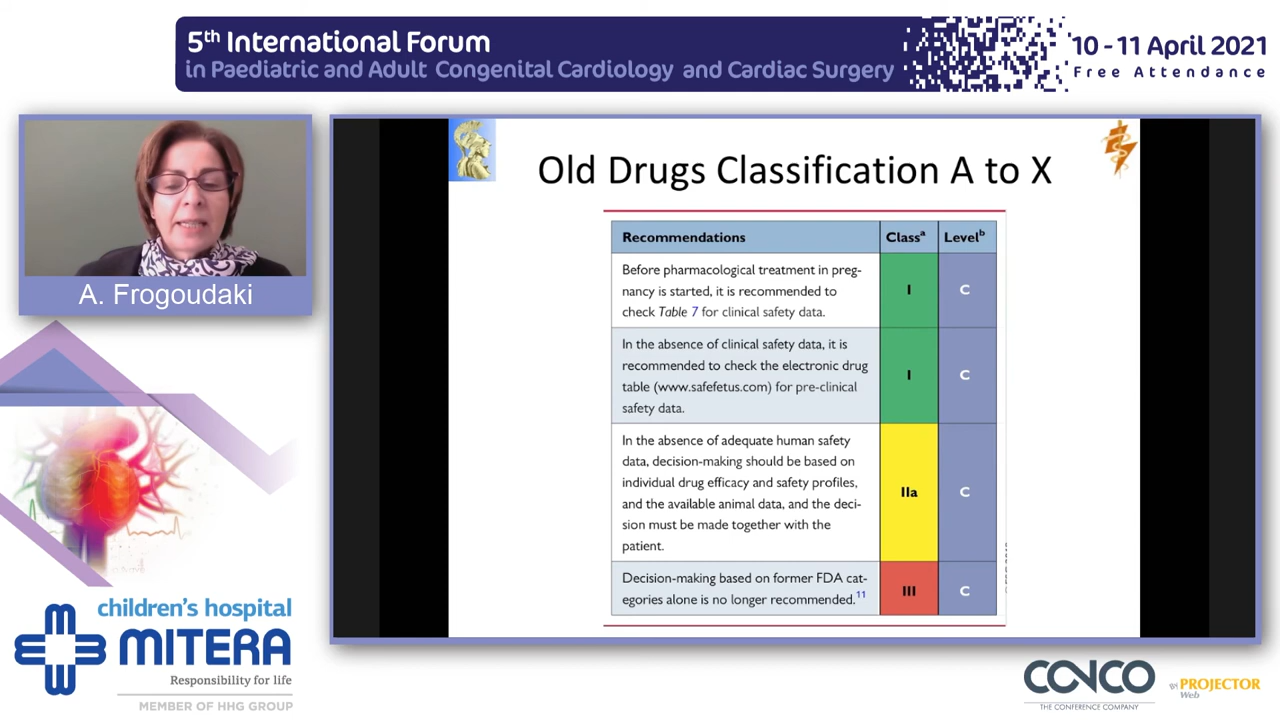 5th International Forum
in Paediatric and Adult Congenital Cardiology and Cardiac Surgery
10 - 11 April 2021
Free Attendance
A. Frogoudaki
Old Drugs Classification A to X
Recommendations Classa Levelb
Before pharmacological treatment in preg-
nancy is started, it is recommended to
check Table 7 for clinical safety data.
I C
In the absence of clinical safety data, it is
recommended to check the electronic drug
table (www.safefetus.com) for pre-clinical
safety data.
I C
In the absence of adequate human safety
data, decision-making should be based on
individual drug efficacy and safety profiles,
and the available animal data, and the deci-
sion must be made together with the
patient.
IIa C
Decision-making based on former FDA cat-
egories alone is no longer recommended.11
III C
children's hospital
MITERA
Responsibility for life
MEMBER OF HHG GROUP
CONCO
THE CONFERENCE COMPANY
BY PROJECTOR
Web